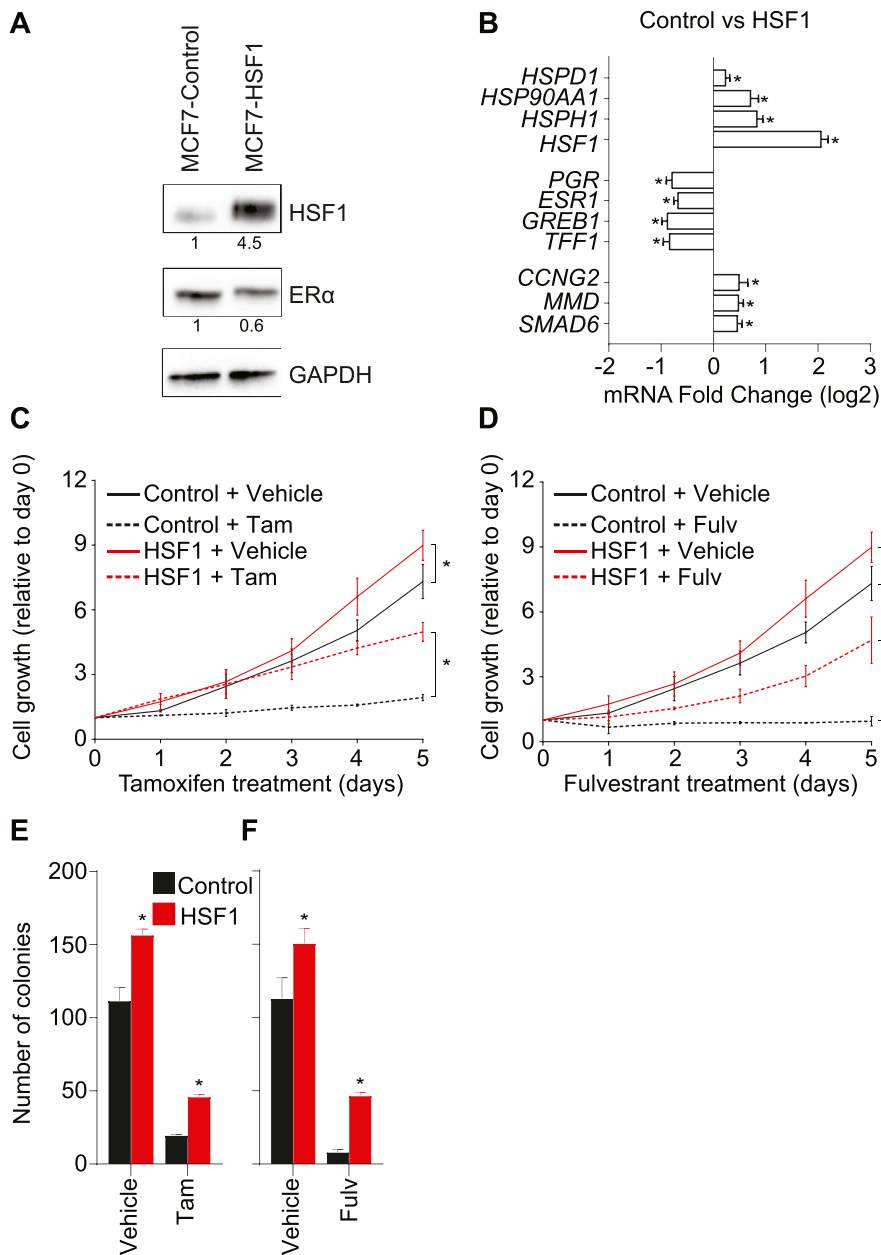 A
MCF7-Control
MCF7-HSF1
HSF1
1 4.5
ERα
1 0.6
GAPDH
B
Control vs HSF1
HSPD1 *
HSP90AA1 *
HSPH1 *
HSF1 *
PGR *
ESR1 *
GREB1 *
TFF1 *
CCNG2 *
MMD *
SMAD6 *
-2 -1 0 1 2 3
mRNA Fold Change (log2)
C
Cell growth (relative to day 0)
12
9
6
3
0
Control + Vehicle
Control + Tam
HSF1 + Vehicle
HSF1 + Tam
*
*
0 1 2 3 4 5
Tamoxifen treatment (days)
D
Cell growth (relative to day 0)
12
9
6
3
0
Control + Vehicle
Control + Fulv
HSF1 + Vehicle
HSF1 + Fulv
0 1 2 3 4 5
Fulvestrant treatment (days)
E
Number of colonies
200
150
100
50
0
Control
HSF1
*
*
Vehicle
Tam
F
*
*
Vehicle
Fulv